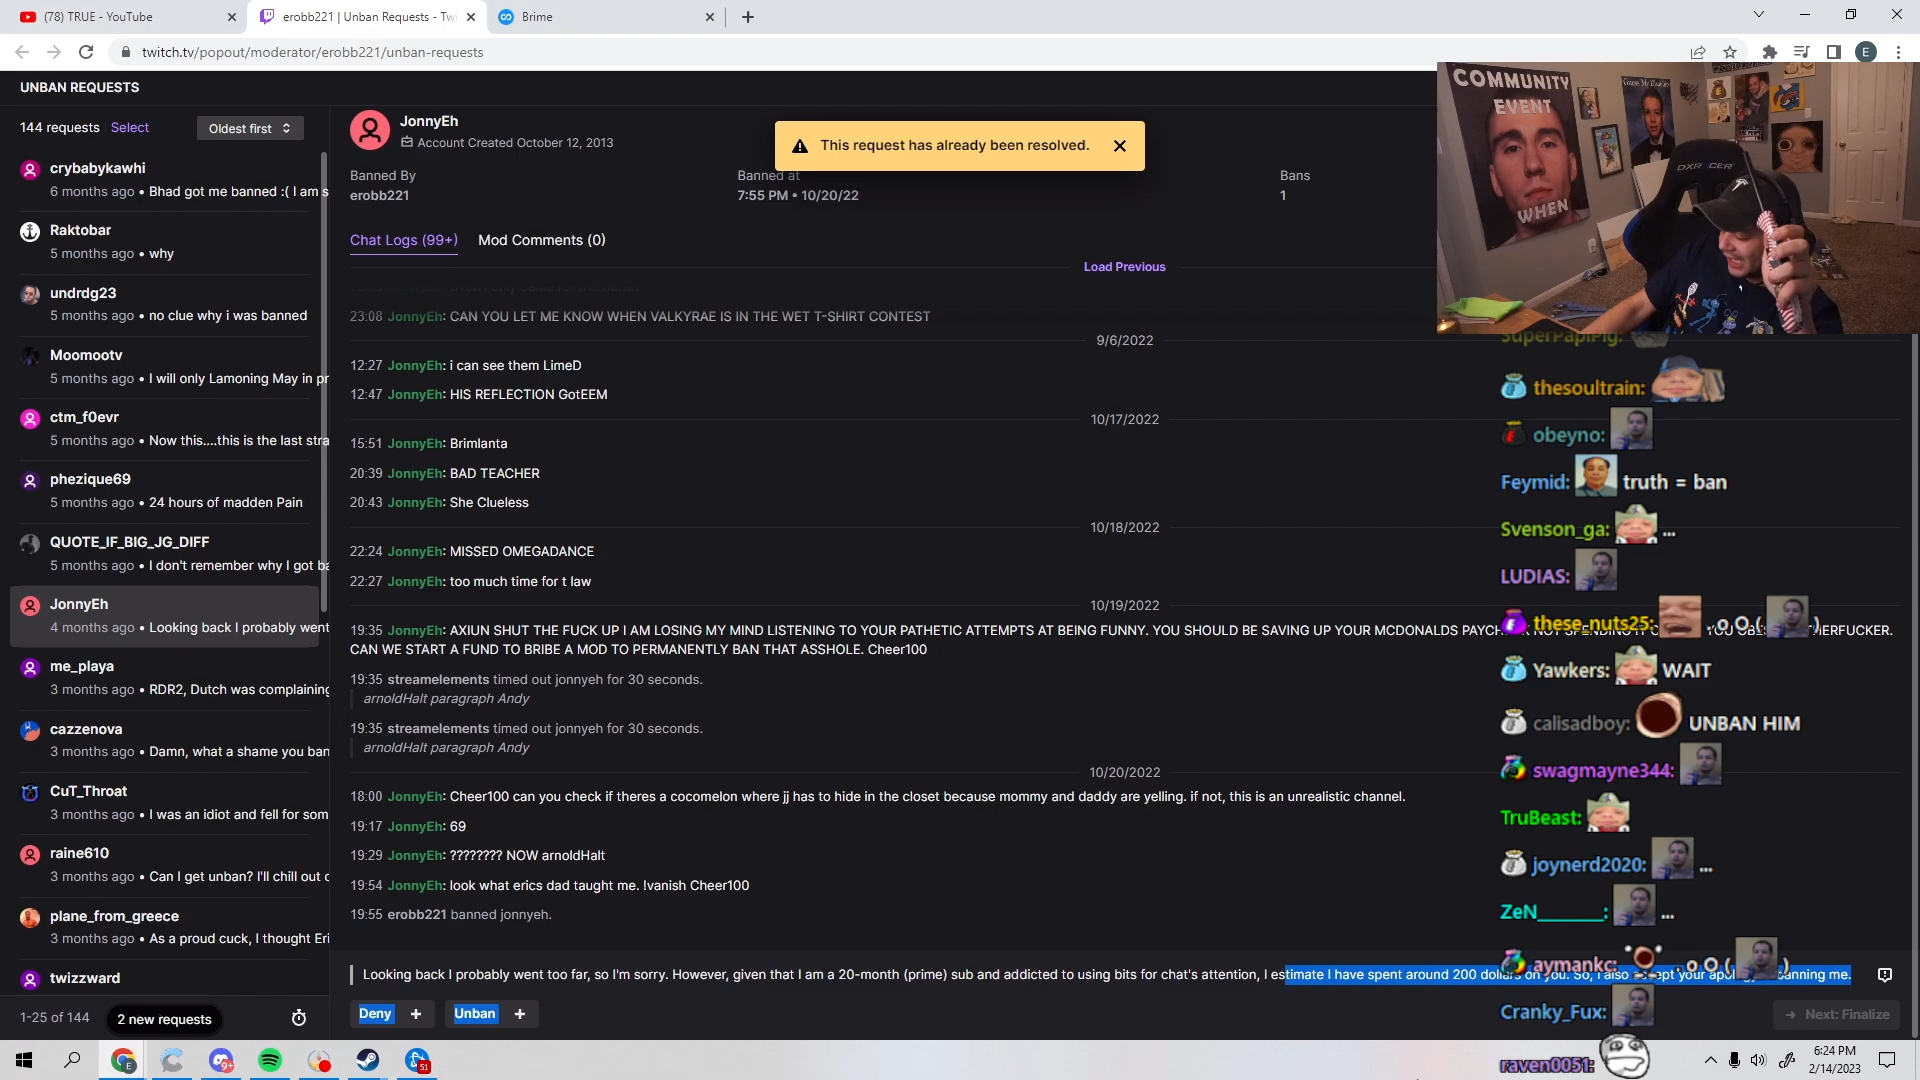 (78) TRUE - YouTube
erobb221 | Unban Requests - Twi
Brime
twitch.tv/popout/moderator/erobb221/unban-requests
E
UNBAN REQUESTS
144 requests Select
Oldest first
crybabykawhi
6 months ago • Bhad got me banned :( I am s
Raktobar
5 months ago • why
undrdg23
5 months ago • no clue why i was banned
Moomootv
5 months ago • I will only Lamoning May in pr
ctm_f0evr
5 months ago • Now this....this is the last stra
phezique69
5 months ago • 24 hours of madden Pain
QUOTE_IF_BIG_JG_DIFF
5 months ago • I don't remember why I got ba
JonnyEh
4 months ago • Looking back I probably went
me_playa
3 months ago • RDR2, Dutch was complaining
cazzenova
3 months ago • Damn, what a shame you ban
CuT_Throat
3 months ago • I was an idiot and fell for som
raine610
3 months ago • Can I get unban? I'll chill out o
plane_from_greece
3 months ago • As a proud cuck, I thought Eri
twizzward
1-25 of 144
2 new requests
JonnyEh
Account Created October 12, 2013
This request has already been resolved.
Banned By
erobb221
Banned at
7:55 PM • 10/20/22
Bans
1
Chat Logs (99+)
Mod Comments (0)
Load Previous
23:08 JonnyEh: CAN YOU LET ME KNOW WHEN VALKYRAE IS IN THE WET T-SHIRT CONTEST
9/6/2022
12:27 JonnyEh: i can see them LimeD
12:47 JonnyEh: HIS REFLECTION GotEEM
10/17/2022
15:51 JonnyEh: Brimlanta
20:39 JonnyEh: BAD TEACHER
20:43 JonnyEh: She Clueless
10/18/2022
22:24 JonnyEh: MISSED OMEGADANCE
22:27 JonnyEh: too much time for t law
10/19/2022
19:35 JonnyEh: AXIUN SHUT THE FUCK UP I AM LOSING MY MIND LISTENING TO YOUR PATHETIC ATTEMPTS AT BEING FUNNY. YOU SHOULD BE SAVING UP YOUR MCDONALDS
CAN WE START A FUND TO BRIBE A MOD TO PERMANENTLY BAN THAT ASSHOLE. Cheer100
19:35 streamelements timed out jonnyeh for 30 seconds.
arnoldHalt paragraph Andy
19:35 streamelements timed out jonnyeh for 30 seconds.
arnoldHalt paragraph Andy
10/20/2022
18:00 JonnyEh: Cheer100 can you check if theres a cocomelon where jj has to hide in the closet because mommy and daddy are yelling. if not, this is an unrealistic channel.
19:17 JonnyEh: 69
19:29 JonnyEh: ???????? NOW arnoldHalt
19:54 JonnyEh: look what erics dad taught me. !vanish Cheer100
19:55 erobb221 banned jonnyeh.
Looking back I probably went too far, so I'm sorry. However, given that I am a 20-month (prime) sub and addicted to using bits for chat's attention, I estimate I have spent around 200 dollars on you. So, I also accept your banning me.
Deny +
Unban +
Next: Finalize
COMMUNITY
EVENT
WHEN
DXRACER
SuperPapiPig:
thesoultrain:
obeyno:
Feymid: truth = ban
Svenson_ga: ...
LUDIAS:
these_nuts25: . o O ( )
Yawkers: WAIT
calisadboy: UNBAN HIM
swagmayne344:
TruBeast:
joynerd2020: ...
ZeN_______: ...
aymankc: . o O ( )
Cranky_Fux:
raven0051:
9+
51
6:24 PM
2/14/2023